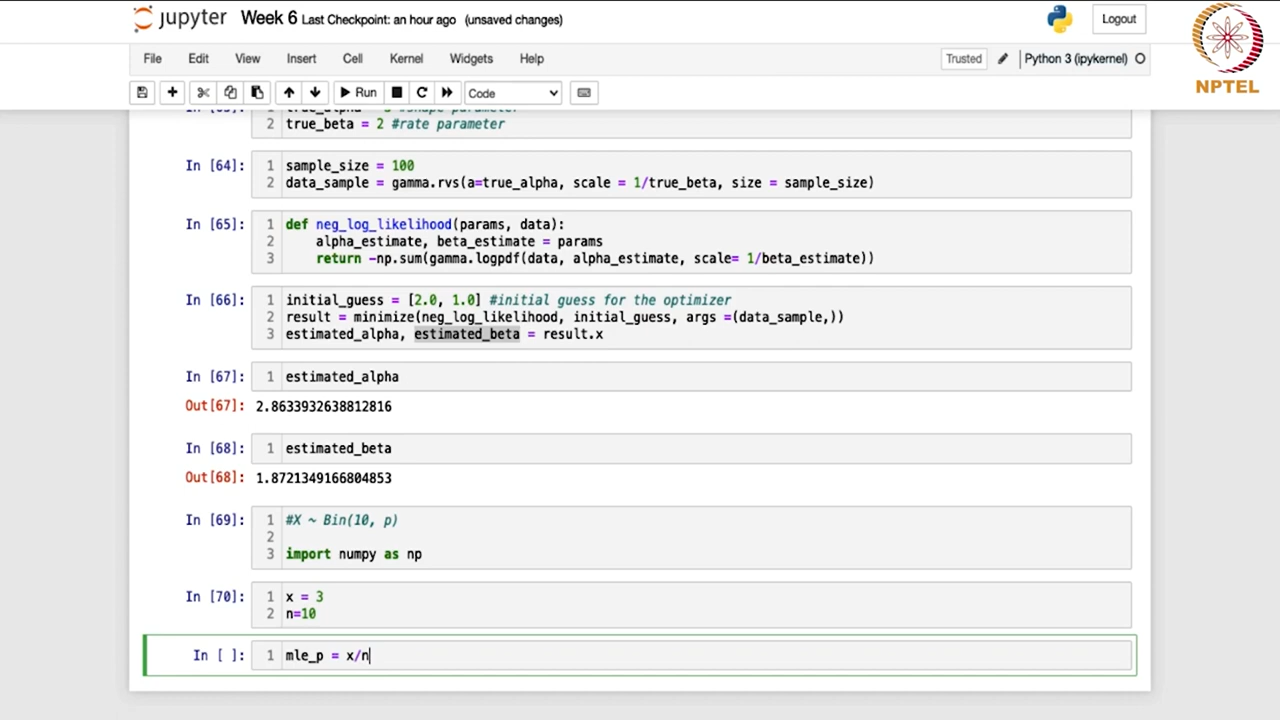 jupyter Week 6 Last Checkpoint: an hour ago (unsaved changes)
Logout
NPTEL
File Edit View Insert Cell Kernel Widgets Help
Trusted Python 3 (ipykernel)
Run Code
2 true_beta = 2 #rate parameter
In [64]: 1 sample_size = 100
2 data_sample = gamma.rvs(a=true_alpha, scale = 1/true_beta, size = sample_size)
In [65]: 1 def neg_log_likelihood(params, data):
2 alpha_estimate, beta_estimate = params
3 return -np.sum(gamma.logpdf(data, alpha_estimate, scale= 1/beta_estimate))
In [66]: 1 initial_guess = [2.0, 1.0] #initial guess for the optimizer
2 result = minimize(neg_log_likelihood, initial_guess, args =(data_sample,))
3 estimated_alpha, estimated_beta = result.x
In [67]: 1 estimated_alpha
Out[67]: 2.8633932638812816
In [68]: 1 estimated_beta
Out[68]: 1.8721349166804853
In [69]: 1 #X ~ Bin(10, p)
2
3 import numpy as np
In [70]: 1 x = 3
2 n=10
In [ ]: 1 mle_p = x/n